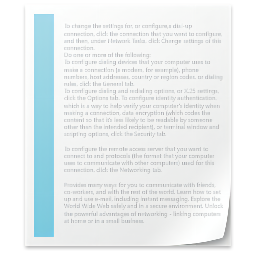 To change the settings for, or configure a dial-up
connection, click the connection that you want to configure
and then, under Network Tasks, click Change settings of this
connection.
Do one or more of the following:
To configure dialing devices that your computer uses to
make a connection (a modem, for example), phone
numbers, host addresses, country or region codes, or dialing
rules, click the General tab.
To configure dialing and redialing options, or X.25 settings,
click the Options tab. To configure identity authentication
which is a way to help verify your computer's identity when
making a connection, data encryption (which codes the
content so that it's less likely to be readable by someone
other than the intended recipient), or terminal window and
scripting options, click the Security tab.
To configure the remote access server that you want to
connect to and protocols (the format that your computer
uses to communicate with other computers) used for this
connection, click the Networking tab.
Provides many ways for you to communicate with friends,
co-workers, and with the rest of the world. Learn how to set
up and use e-mail, including instant messaging. Explore the
World Wide Web safely and in a secure environment. Unlock
the powerful advantages of networking - linking computers
at home or in a small business.